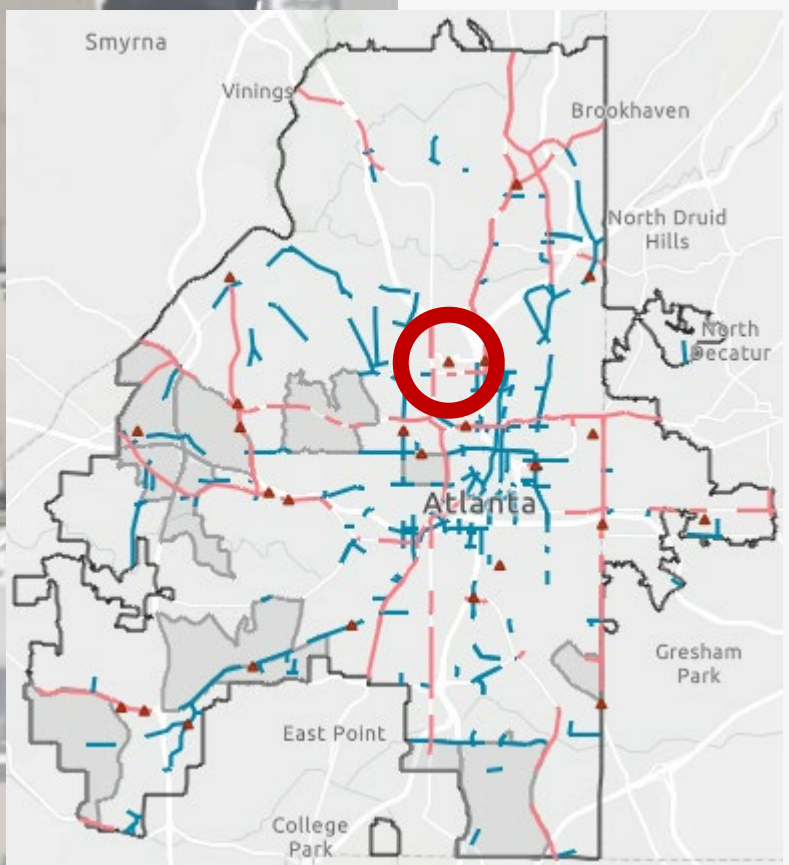 Smyrna
Vinings
Brookhaven
North Druid
Hills
North
Decatur
Atlanta
Gresham
Park
East Point
College
Park